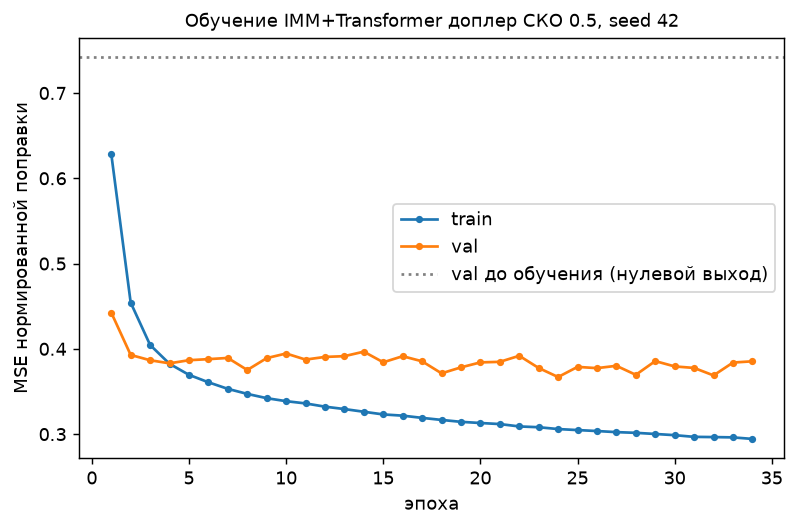 Обучение IMM+Transformer доплер СКО 0.5, seed 42
MSE нормированной поправки
0.7
0.6
0.5
0.4
0.3
train
val
val до обучения (нулевой выход)
0 5 10 15 20 25 30 35
эпоха